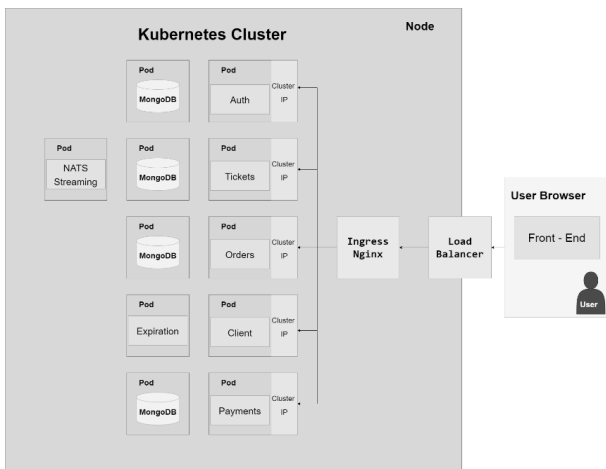 Kubernetes Cluster
Node
Pod
MongoDB
Pod
Auth
Cluster
IP
Pod
NATS
Streaming
Pod
MongoDB
Pod
Tickets
Cluster
IP
Pod
MongoDB
Pod
Orders
Cluster
IP
Pod
Expiration
Pod
Client
Cluster
IP
Pod
MongoDB
Pod
Payments
Cluster
IP
Ingress
Nginx
Load
Balancer
User Browser
Front - End
User